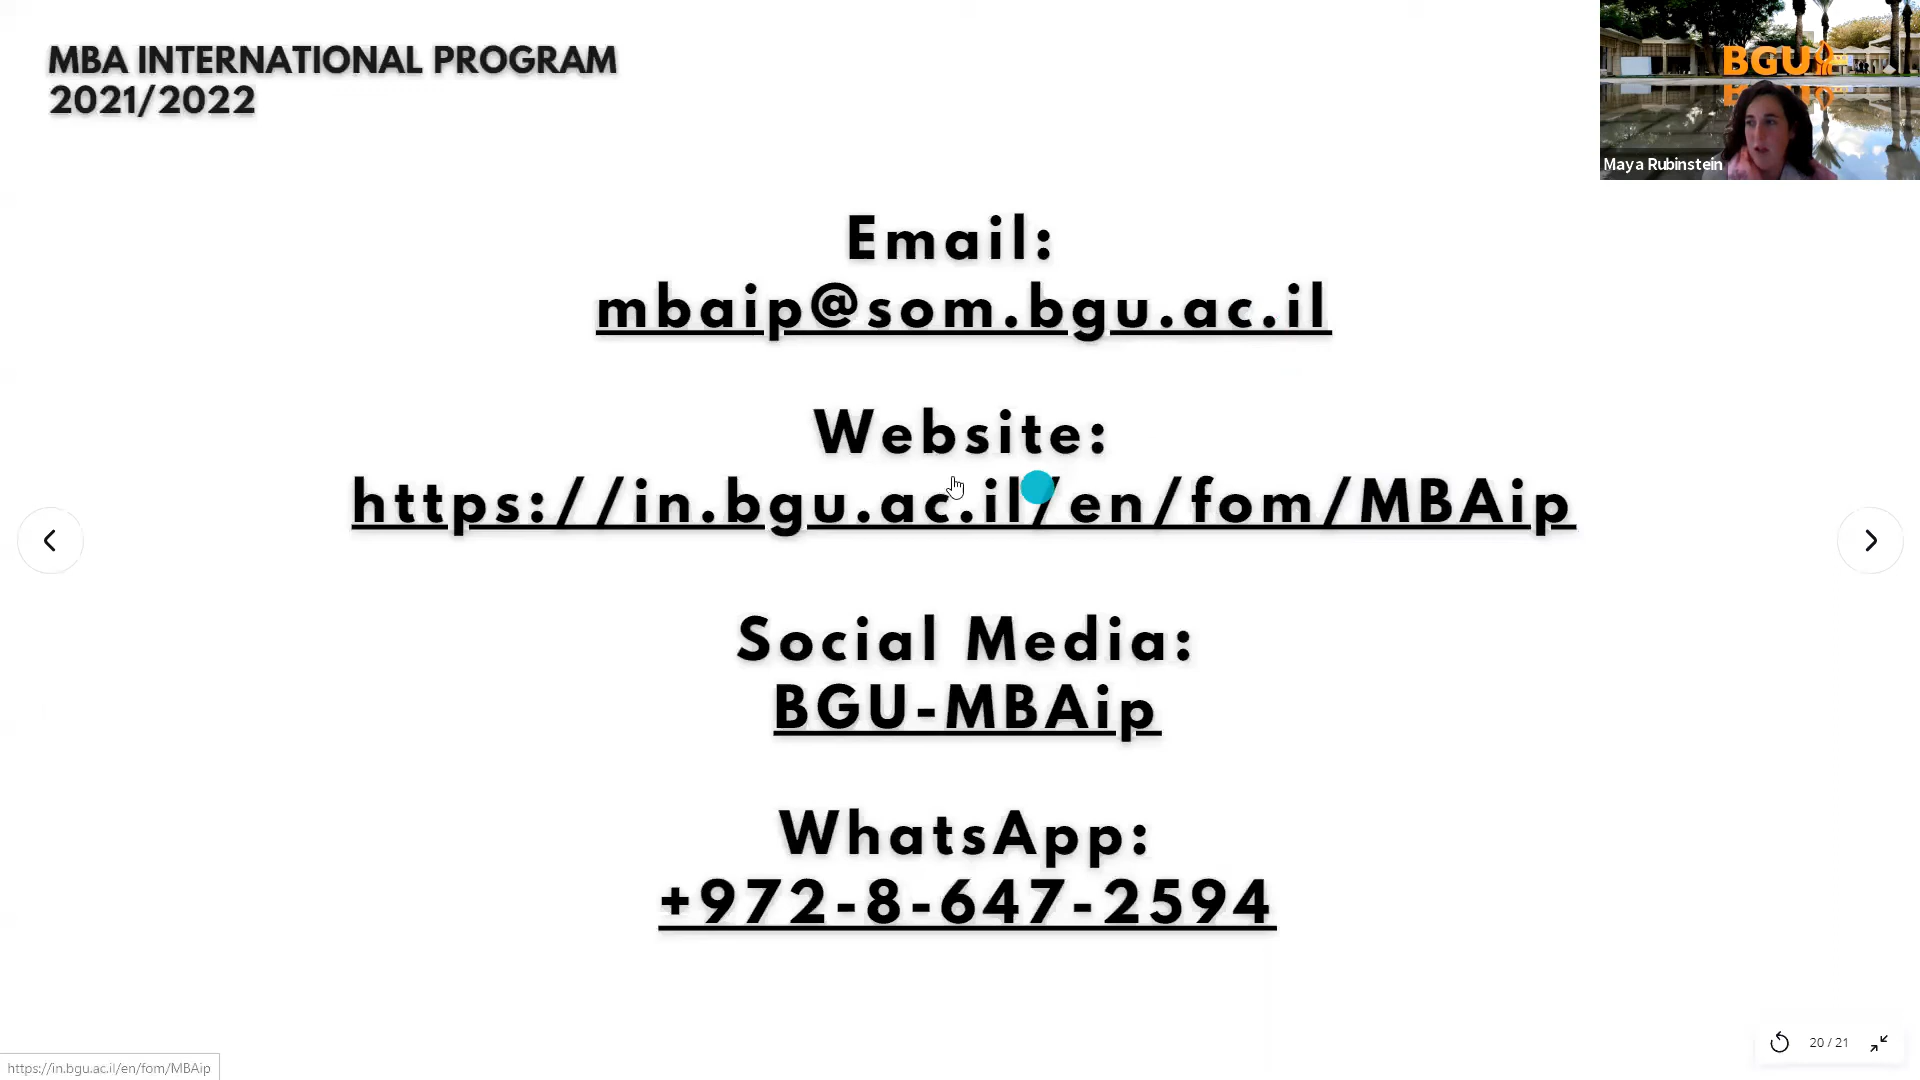 MBA INTERNATIONAL PROGRAM
2021/2022
BGU
Maya Rubinstein
Email:
mbaip@som.bgu.ac.il
Website:
https://in.bgu.ac.il/en/fom/MBAip
Social Media:
BGU-MBAip
WhatsApp:
+972-8-647-2594
20 / 21
https://in.bgu.ac.il/en/fom/MBAip